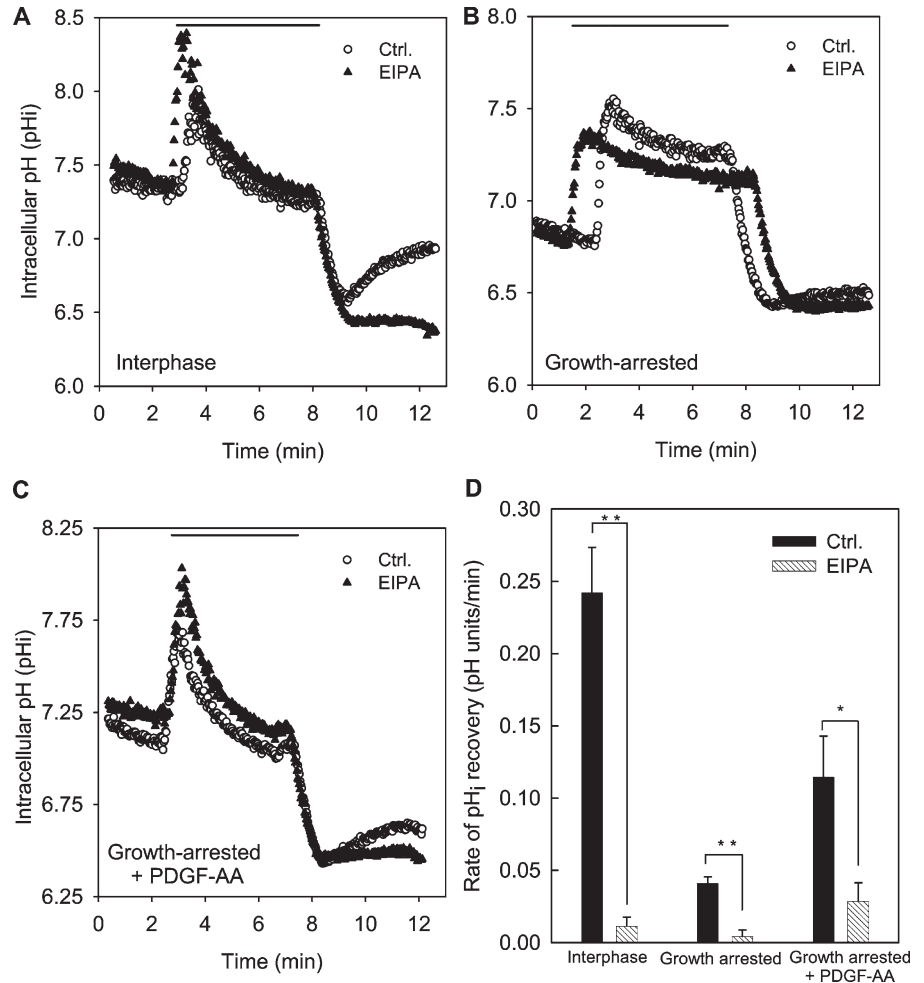 A
8.5
8.0
7.5
7.0
6.5
6.0
Intracellular pH (pHi)
Ctrl.
EIPA
Interphase
0 2 4 6 8 10 12
Time (min)
B
8.0
7.5
7.0
6.5
6.0
Ctrl.
EIPA
Growth-arrested
0 2 4 6 8 10 12
Time (min)
C
8.25
7.75
7.25
6.75
6.25
Intracellular pH (pHi)
Ctrl.
EIPA
Growth-arrested
+ PDGF-AA
0 2 4 6 8 10 12
Time (min)
D
0.30
0.25
0.20
0.15
0.10
0.05
0.00
Rate of pHi recovery (pH units/min)
* *
Ctrl.
EIPA
* *
*
Interphase
Growth arrested
Growth arrested
+ PDGF-AA